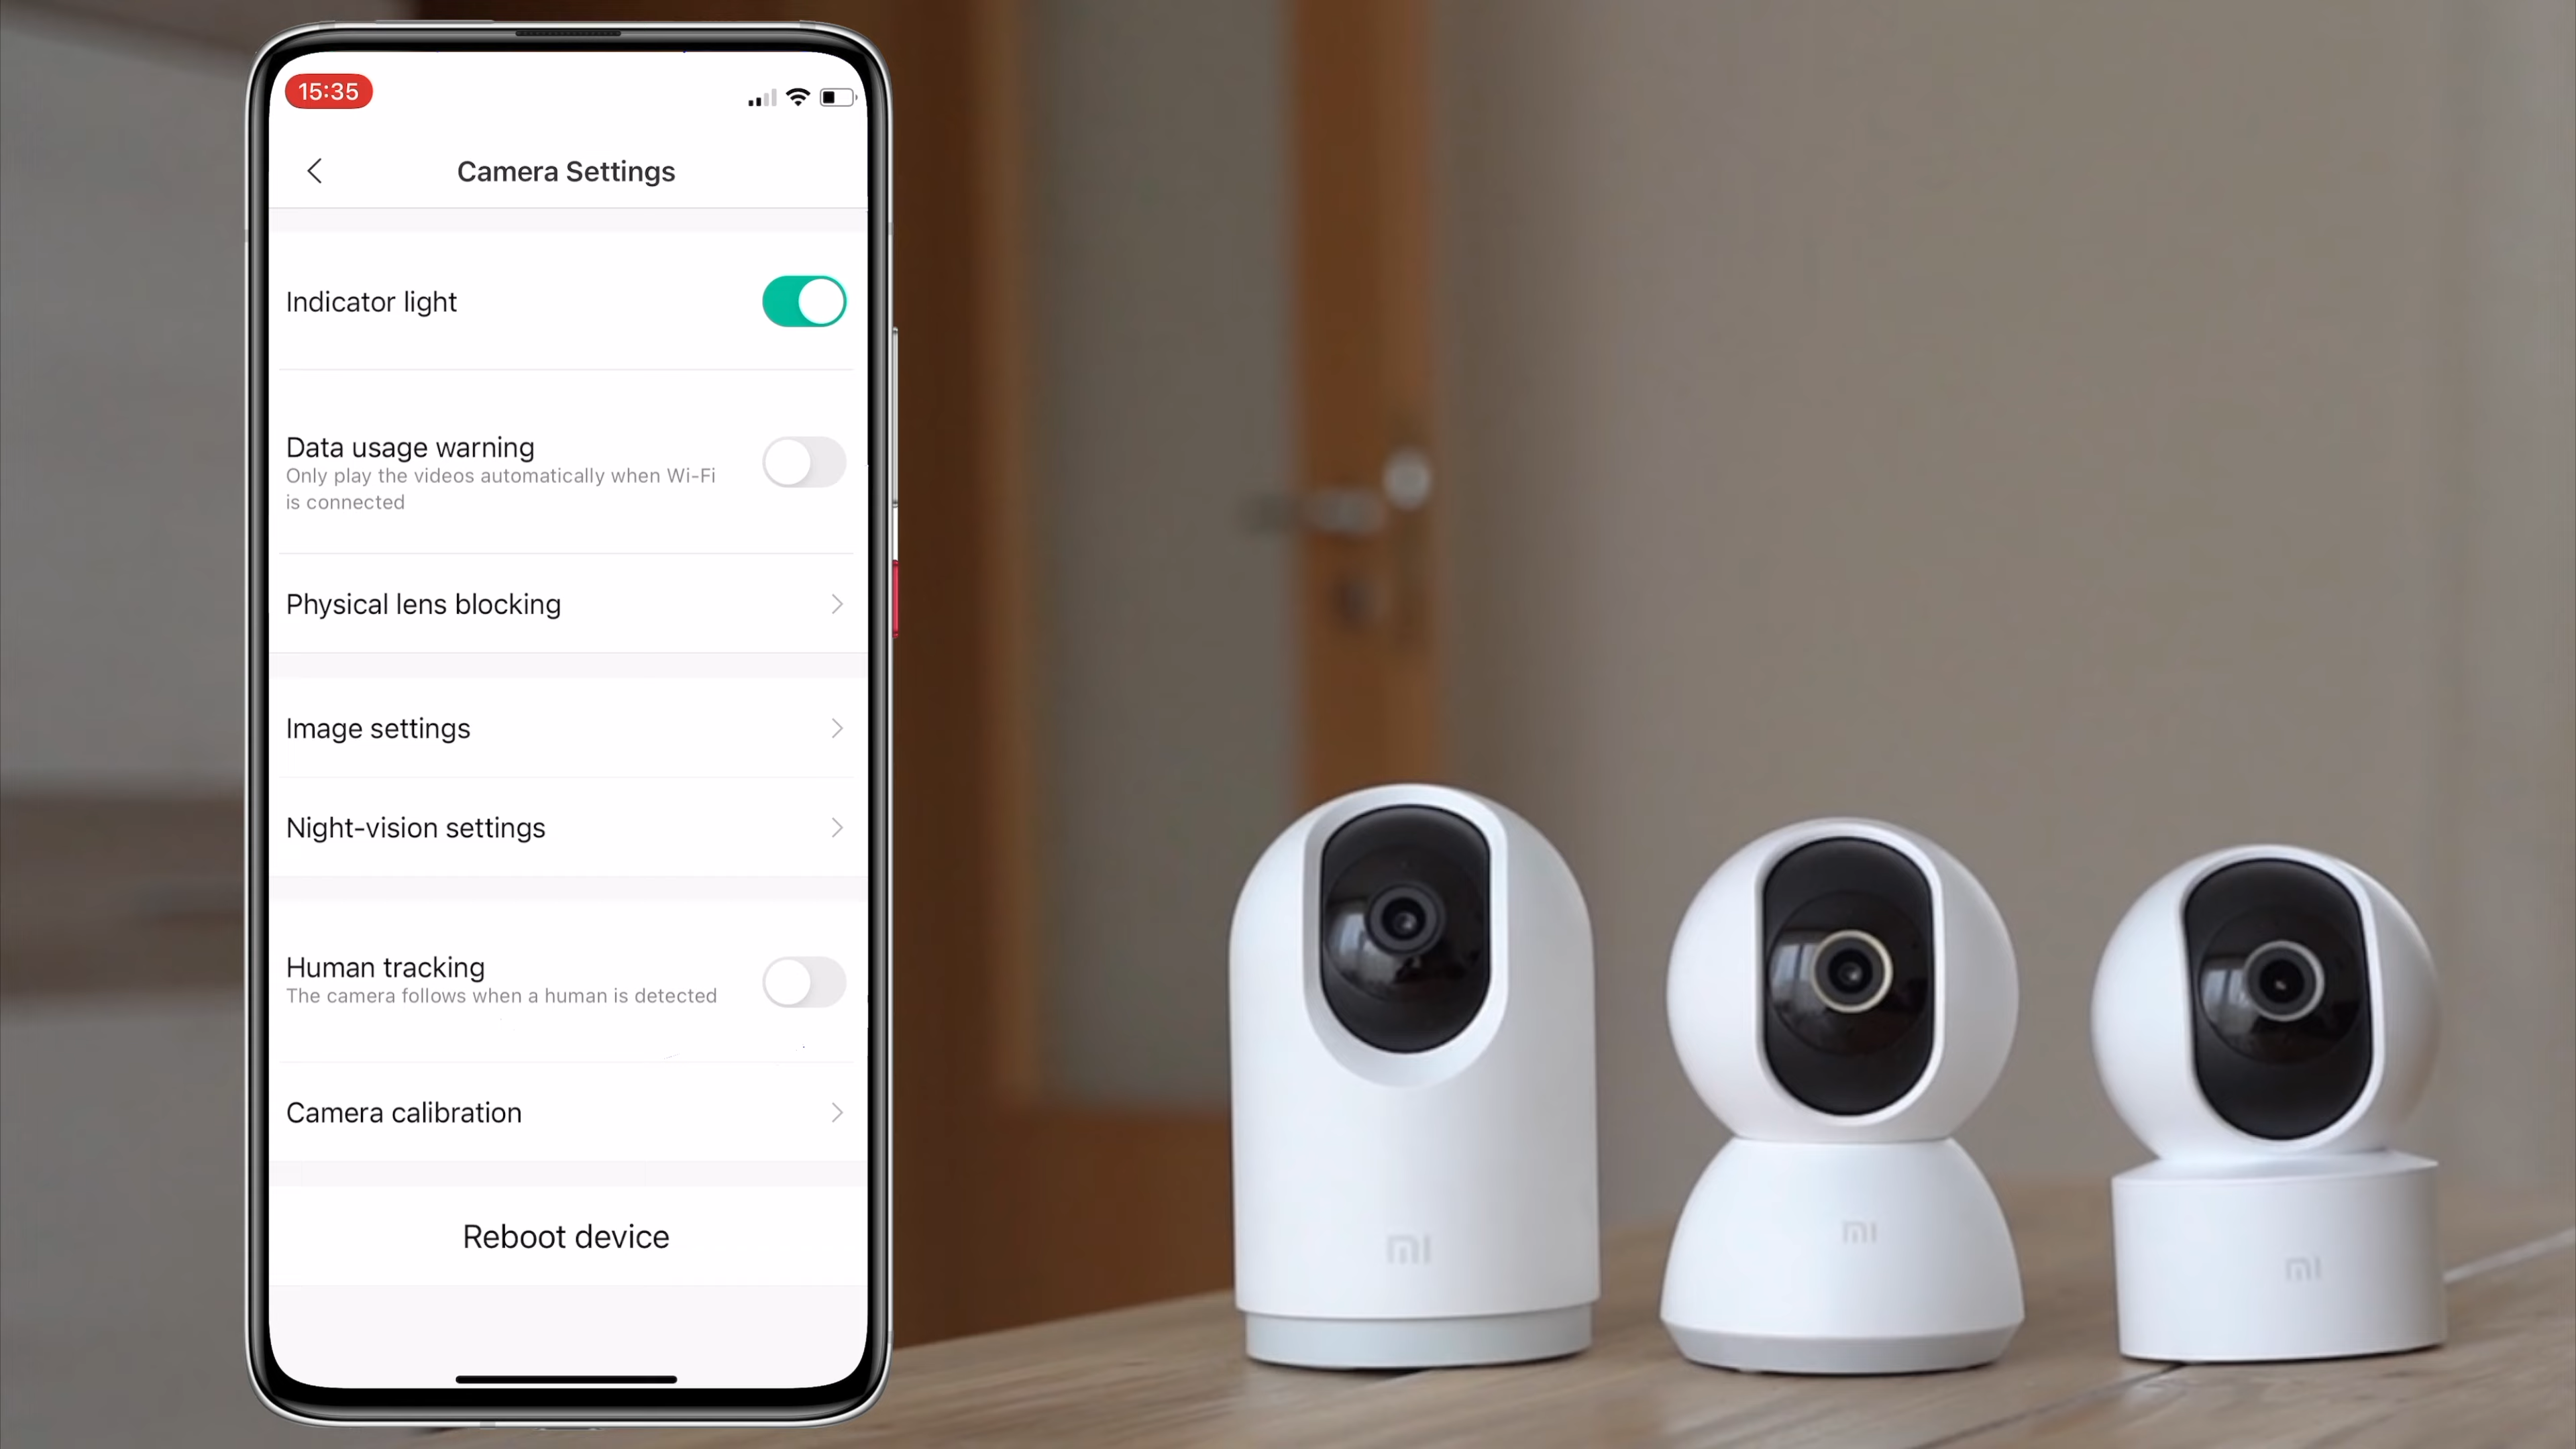 15:35
Camera Settings
Indicator light
Data usage warning
Only play the videos automatically when Wi-Fi
is connected
Physical lens blocking
Image settings
Night-vision settings
Human tracking
The camera follows when a human is detected
Camera calibration
Reboot device
mi
mi
mi